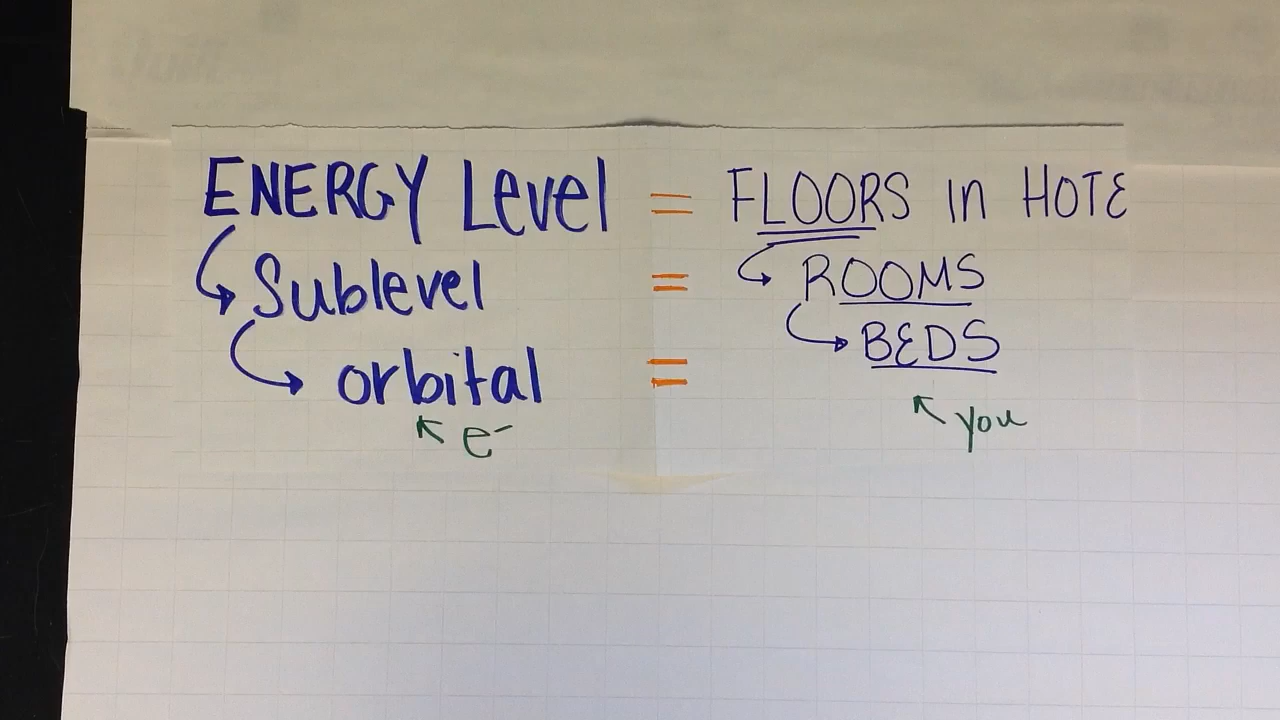 ENERGY Level = FLOORS in HOTE
Sublevel = ROOMS
orbital = BEDS
e⁻ you